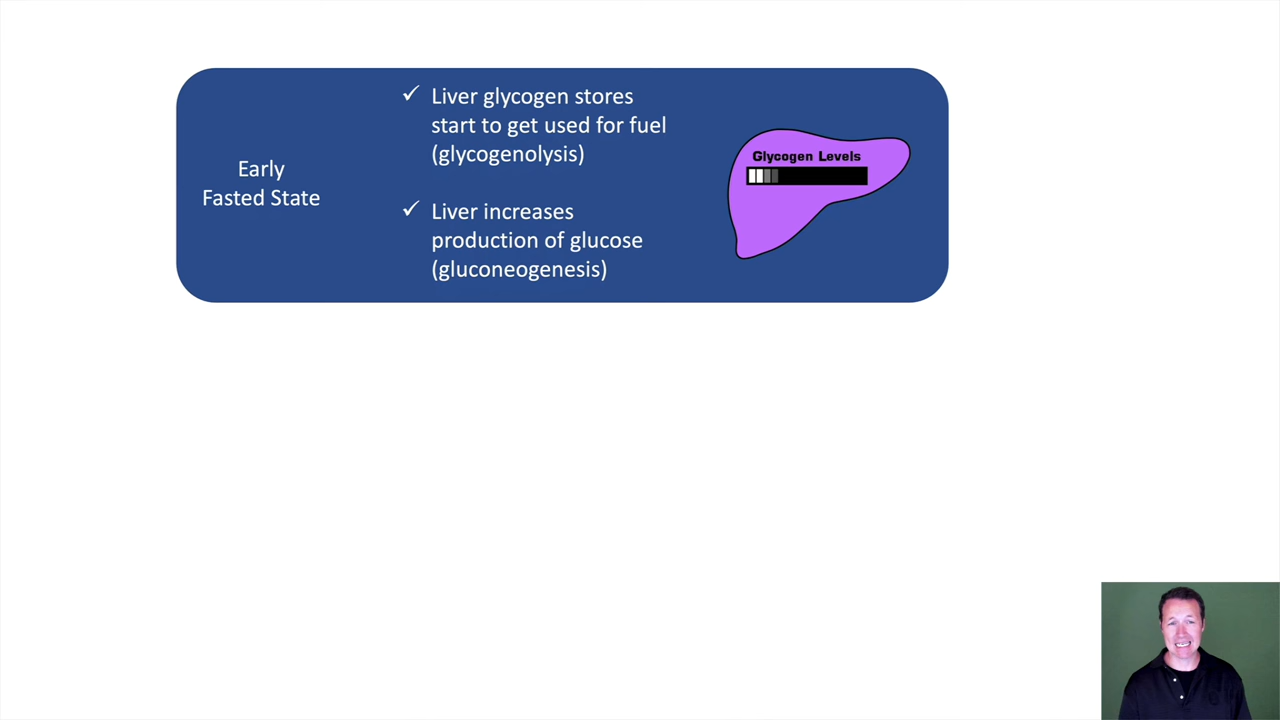 Early
Fasted State
✓ Liver glycogen stores
start to get used for fuel
(glycogenolysis)
✓ Liver increases
production of glucose
(gluconeogenesis)
Glycogen Levels